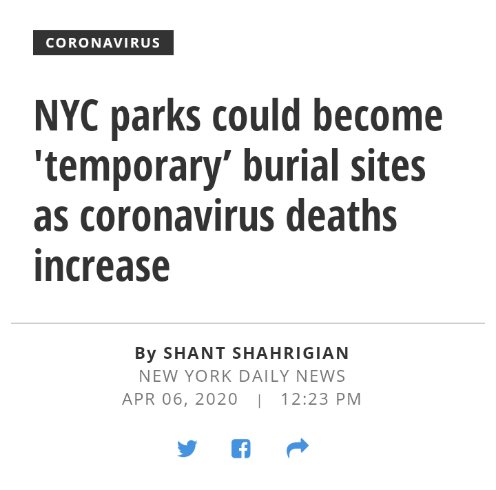 CORONAVIRUS
NYC parks could become
'temporary’ burial sites
as coronavirus deaths
increase
By SHANT SHAHRIGIAN
NEW YORK DAILY NEWS
APR 06, 2020 | 12:23 PM